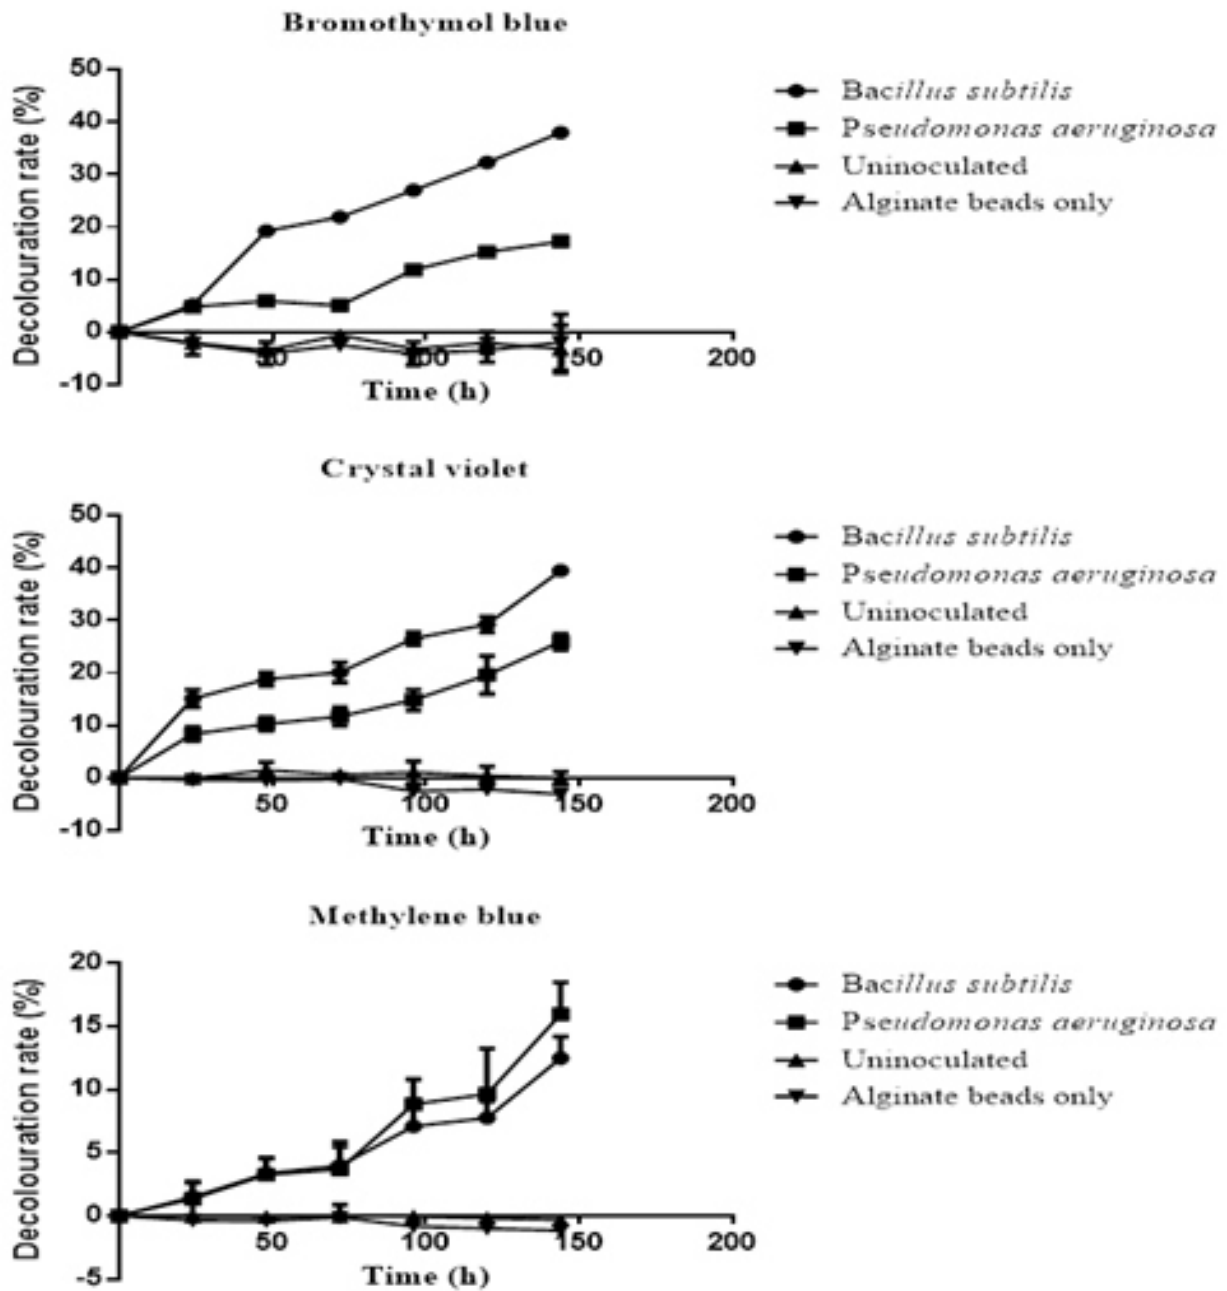 Bromothymol blue
50
40
30
20
10
0
-10
Decolouration rate (%)
50
100
150
200
Time (h)
Bacillus subtilis
Pseudomonas aeruginosa
Uninoculated
Alginate beads only
Crystal violet
50
40
30
20
10
0
-10
Decolouration rate (%)
50
100
150
200
Time (h)
Bacillus subtilis
Pseudomonas aeruginosa
Uninoculated
Alginate beads only
Methylene blue
20
15
10
5
0
-5
Decolouration rate (%)
50
100
150
200
Time (h)
Bacillus subtilis
Pseudomonas aeruginosa
Uninoculated
Alginate beads only